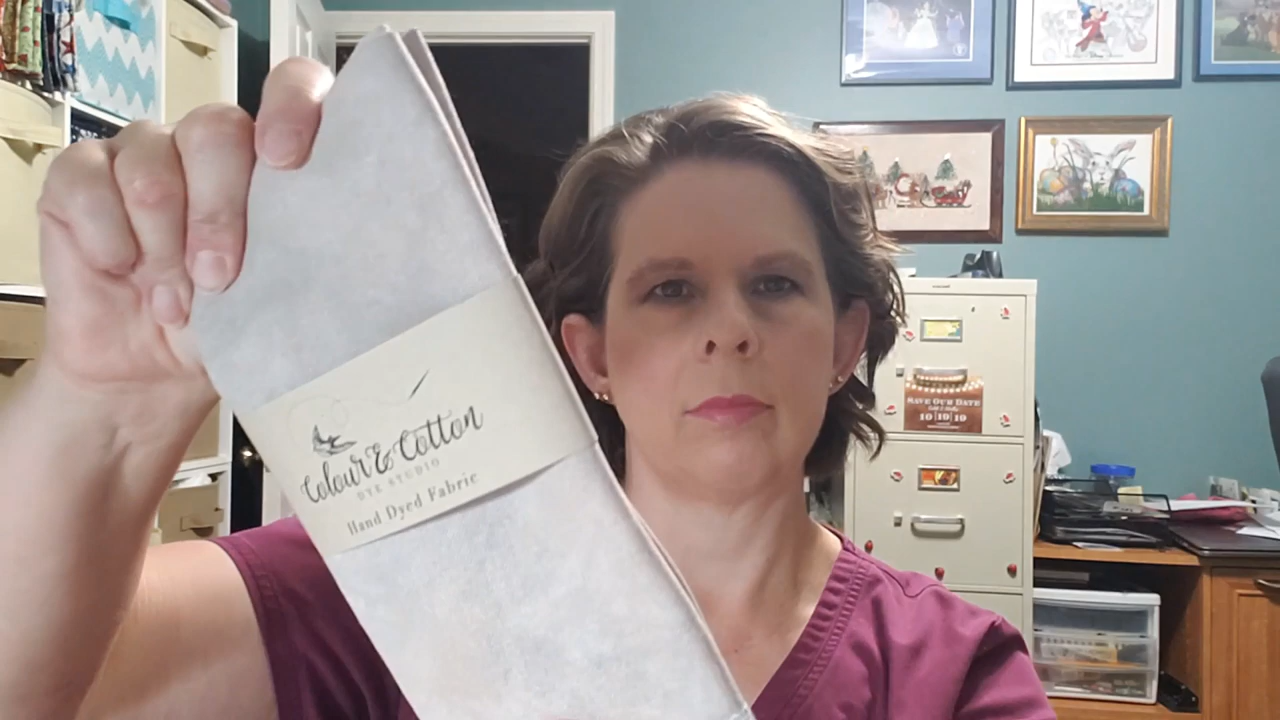 Colour & Cotton
DYE STUDIO
Hand Dyed Fabric
SAVE OUR DATE
10|19|19